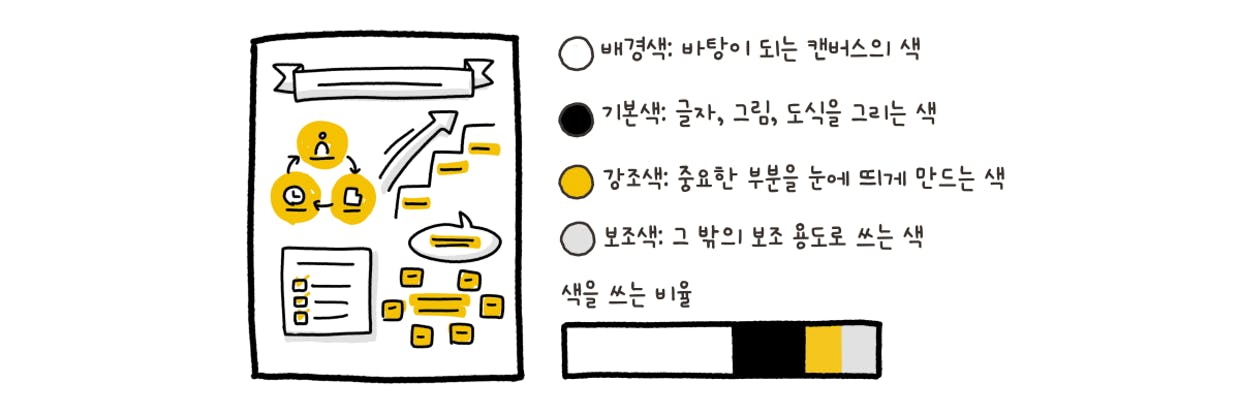 배경색: 바탕이 되는 캔버스의 색
기본색: 글자, 그림, 도식을 그리는 색
강조색: 중요한 부분을 눈에 띄게 만드는 색
보조색: 그 밖의 보조 용도로 쓰는 색
색을 쓰는 비율